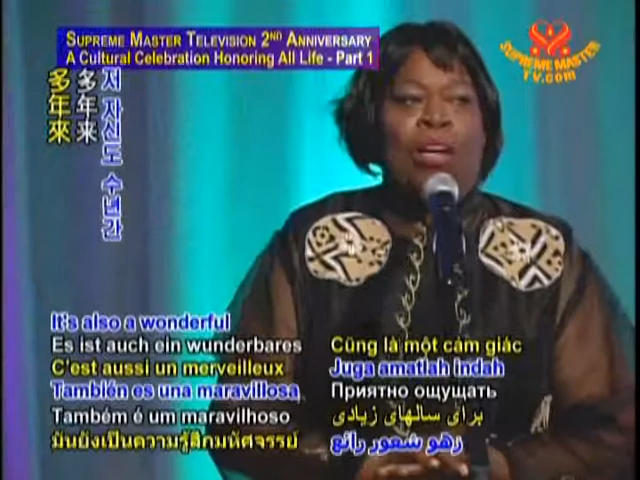 SUPREME MASTER TELEVISION 2ND ANNIVERSARY
A Cultural Celebration Honoring All Life - Part 1
SUPREME MASTER
TV.com
多年來
多年来
저 자신도 수년간
It's also a wonderful
Es ist auch ein wunderbares
C'est aussi un merveilleux
También es una maravillosa
Também é um maravilhoso
มันยังเป็นความรู้สึกมหัศจรรย์
Cũng là một cảm giác
Juga amatlah indah
Приятно ощущать
برای سالهای زیادی
وهو شعور رائع